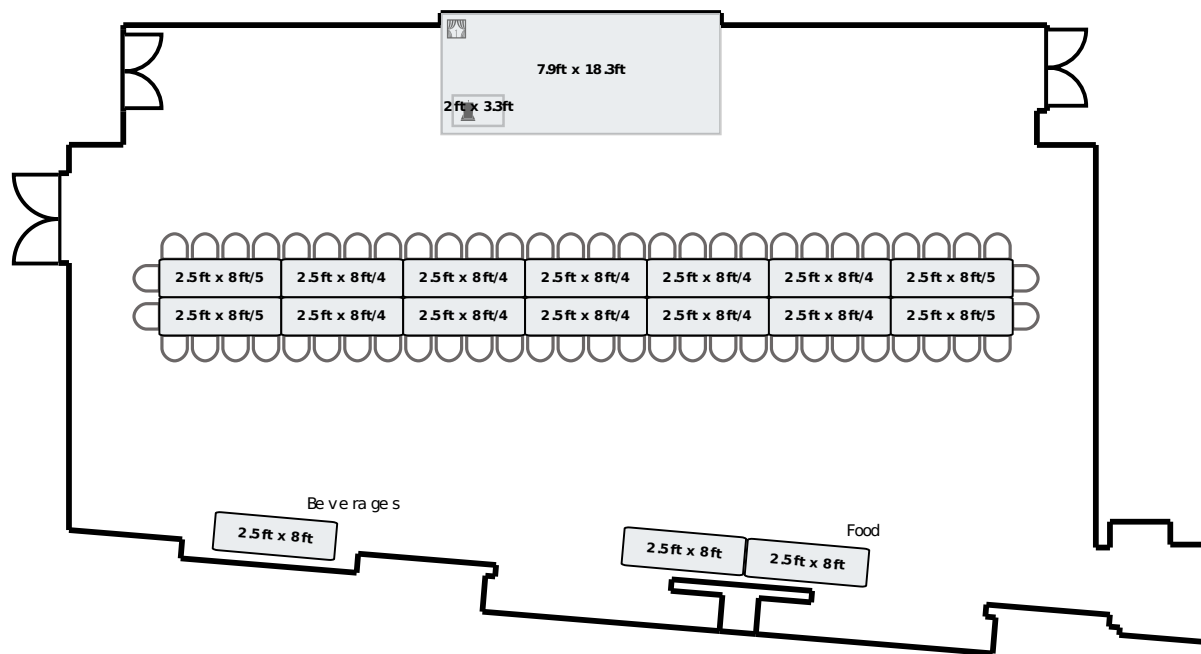 7.9ft x 18.3ft
2ft x 3.3ft
2.5ft x 8ft/5 2.5ft x 8ft/4 2.5ft x 8ft/4 2.5ft x 8ft/4 2.5ft x 8ft/4 2.5ft x 8ft/4 2.5ft x 8ft/5
2.5ft x 8ft/5 2.5ft x 8ft/4 2.5ft x 8ft/4 2.5ft x 8ft/4 2.5ft x 8ft/4 2.5ft x 8ft/4 2.5ft x 8ft/5
Beverages
2.5ft x 8ft
Food
2.5ft x 8ft 2.5ft x 8ft